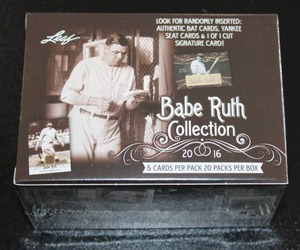 Leaf
LOOK FOR RANDOMLY INSERTED:
AUTHENTIC BAT CARDS, YANKEE
SEAT CARDS & 1 OF 1 CUT
SIGNATURE CARD!
Babe Ruth
Collection
2016
5 CARDS PER PACK 20 PACKS PER BOX